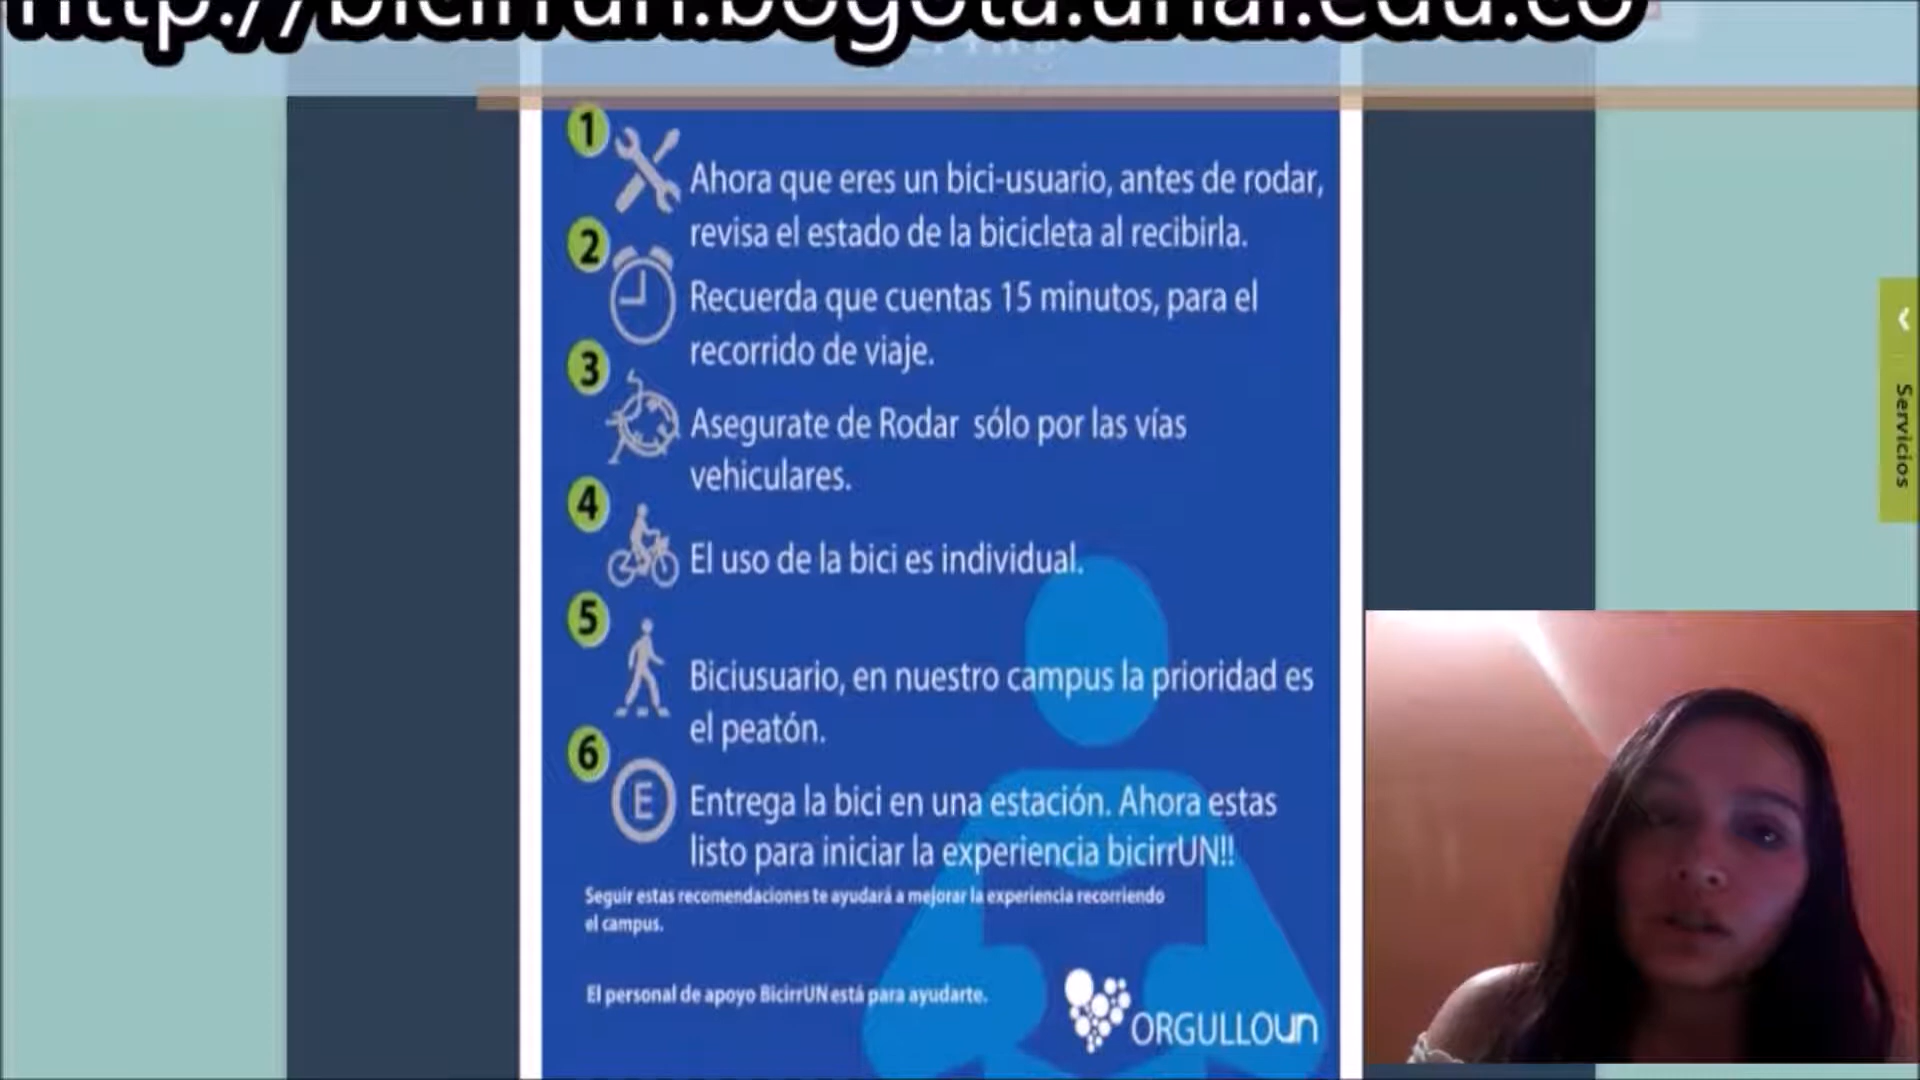 http://bicirrun.bogota.unal.edu.co
1
Ahora que eres un bici-usuario, antes de rodar,
revisa el estado de la bicicleta al recibirla.
2
Recuerda que cuentas 15 minutos, para el
recorrido de viaje.
3
Asegurate de Rodar sólo por las vías
vehiculares.
4
El uso de la bici es individual.
5
Biciusuario, en nuestro campus la prioridad es
el peatón.
6
E
Entrega la bici en una estación. Ahora estas
listo para iniciar la experiencia bicirrUN!!
Seguir estas recomendaciones te ayudará a mejorar la experiencia recorriendo
el campus.
El personal de apoyo BicirrUN está para ayudarte.
ORGULLOUN
Servicios